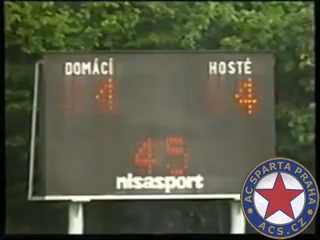 DOMÁCÍ HOSTÉ
4 4
45
nisasport
AC SPARTA PRAHA
ACS.CZ